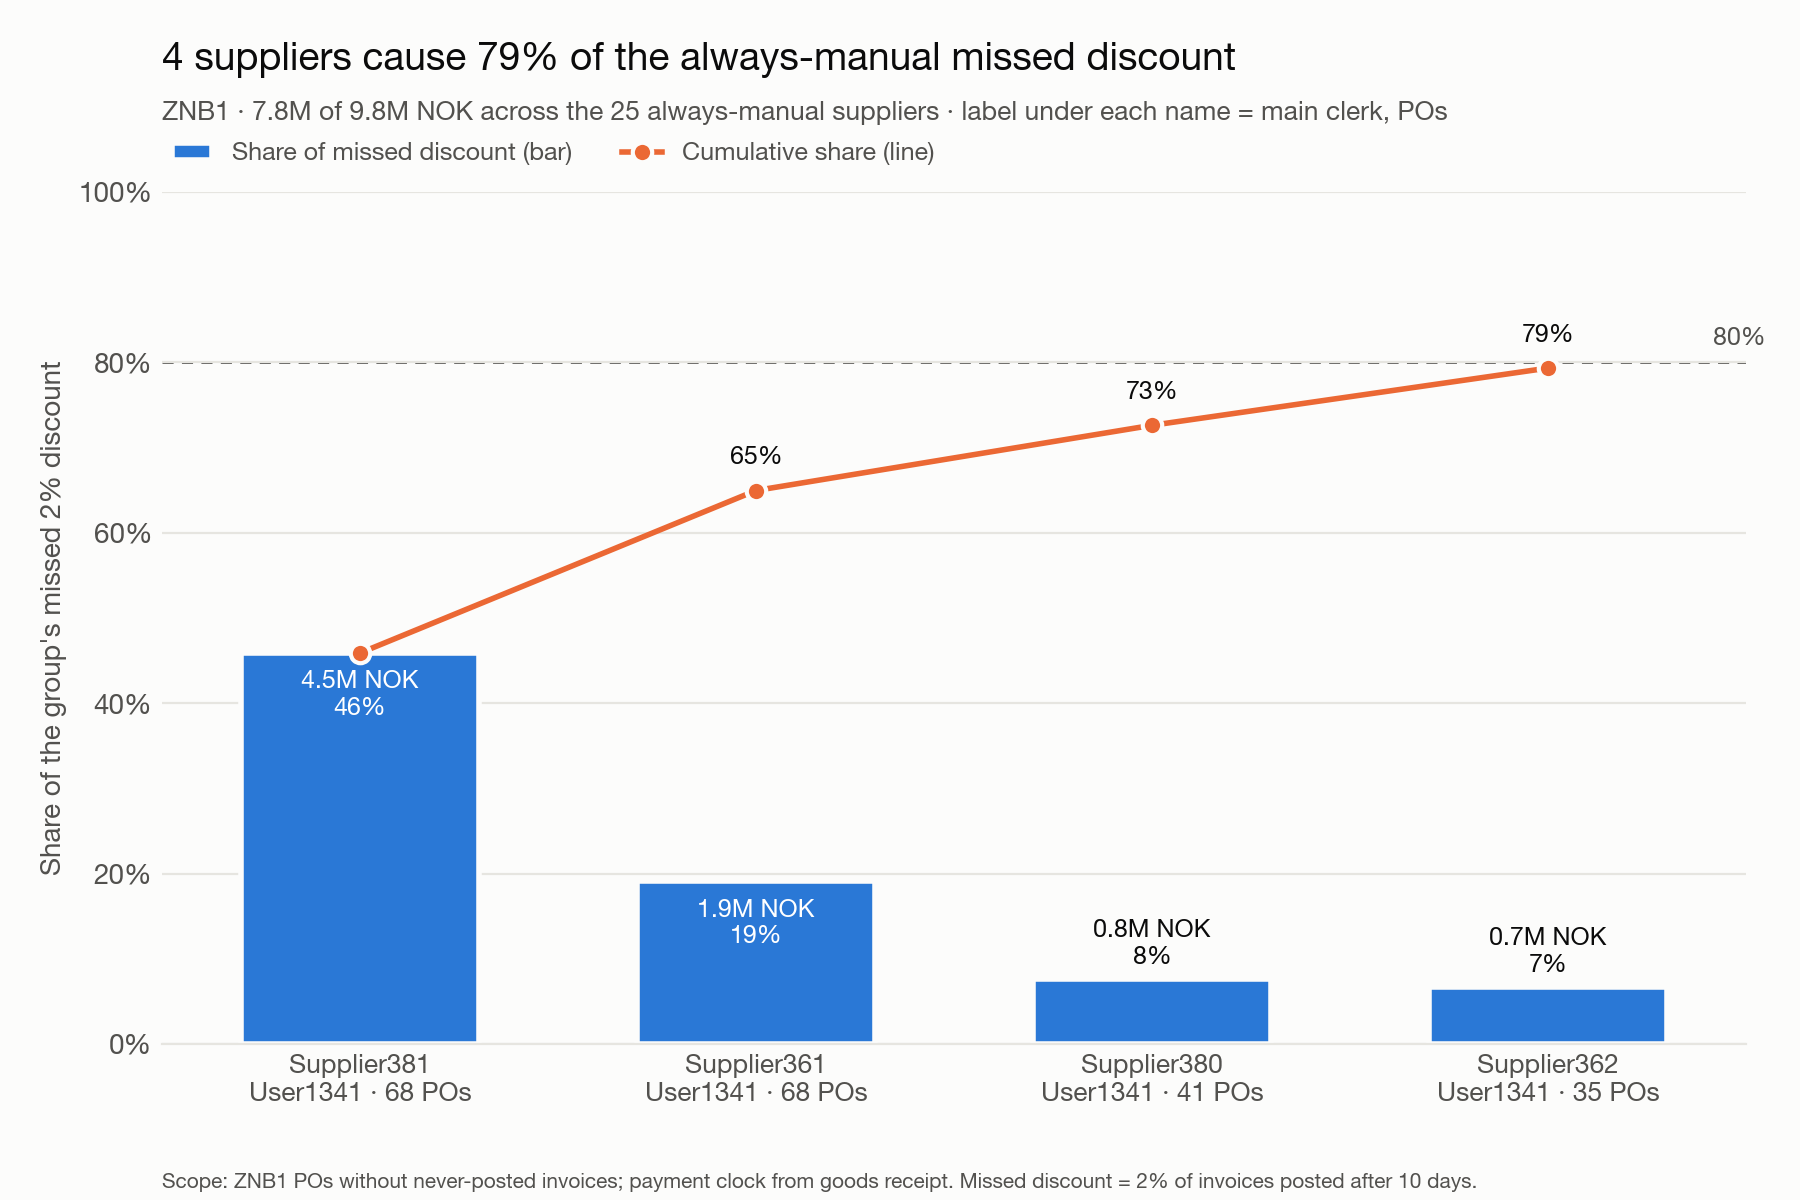 4 suppliers cause 79% of the always-manual missed discount
ZNB1 · 7.8M of 9.8M NOK across the 25 always-manual suppliers · label under each name = main clerk, POs
Share of missed discount (bar)
Cumulative share (line)
100%
80%
60%
40%
20%
0%
Share of the group's missed 2% discount
80%
65%
73%
79%
4.5M NOK
46%
1.9M NOK
19%
0.8M NOK
8%
0.7M NOK
7%
Supplier381
User1341 · 68 POs
Supplier361
User1341 · 68 POs
Supplier380
User1341 · 41 POs
Supplier362
User1341 · 35 POs
Scope: ZNB1 POs without never-posted invoices; payment clock from goods receipt. Missed discount = 2% of invoices posted after 10 days.